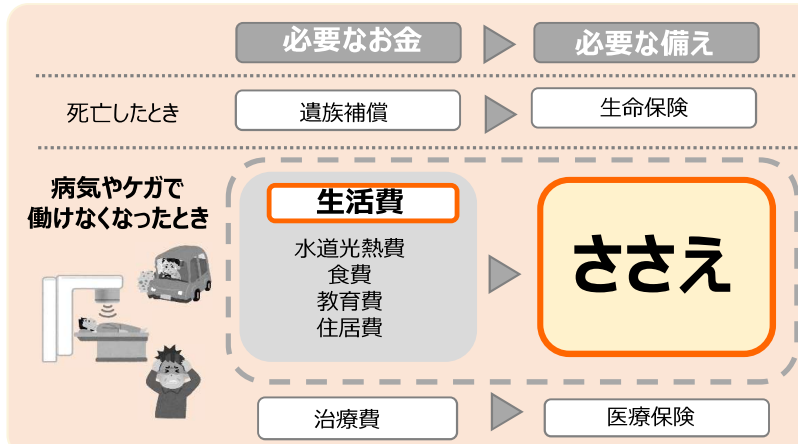 必要なお金
必要な備え
死亡したとき
遺族補償
生命保険
病気やケガで
働けなくなったとき
生活費
水道光熱費
食費
教育費
住居費
ささえ
治療費
医療保険